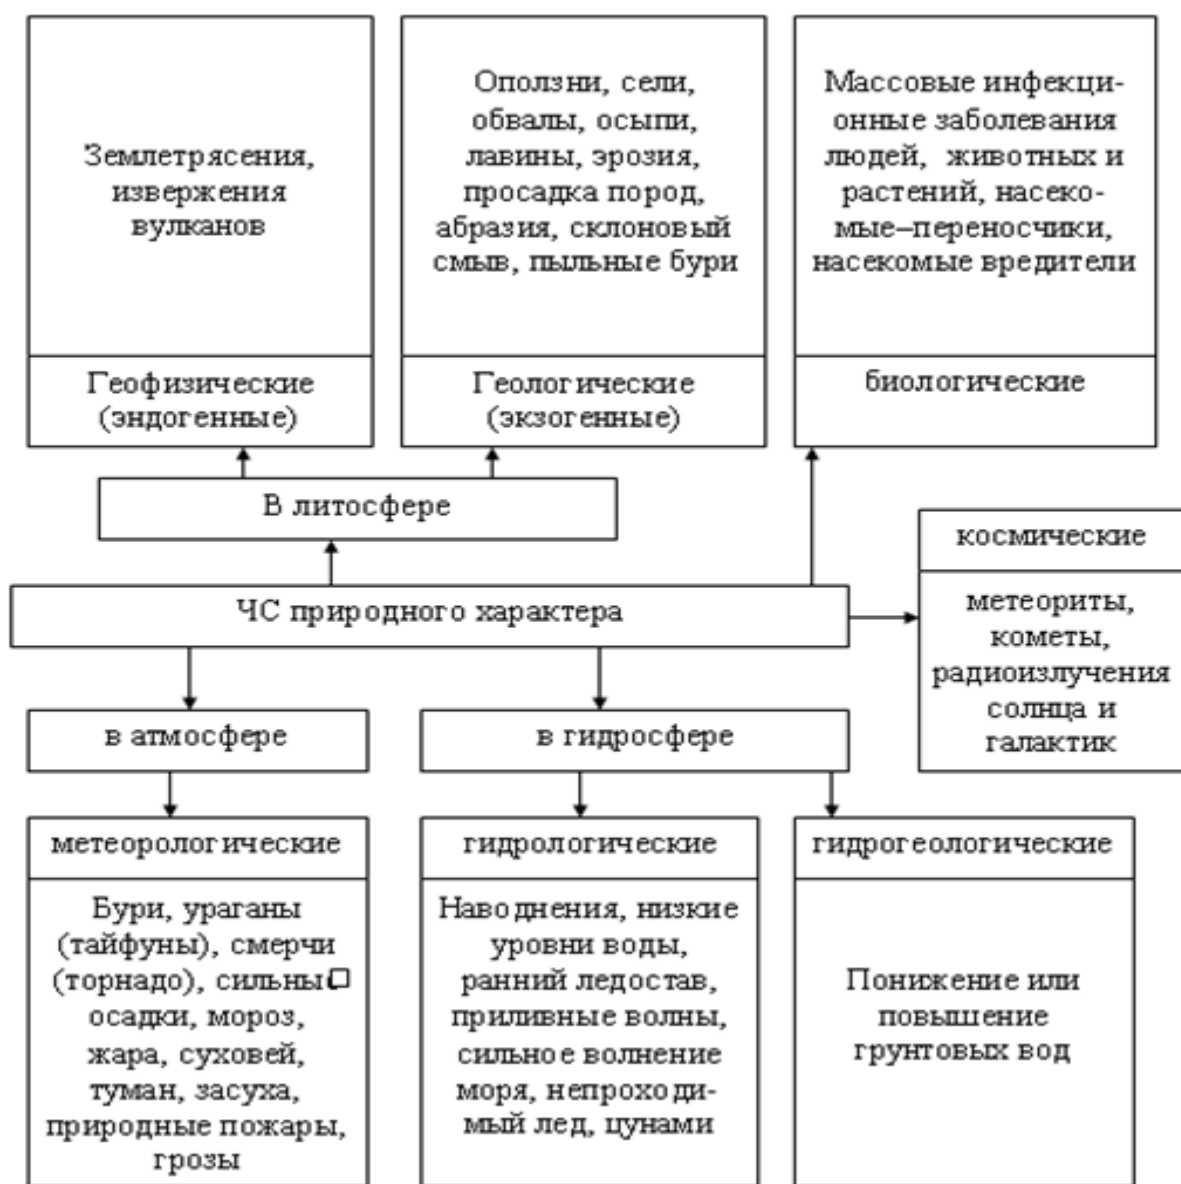 Землетрясения,
извержения
вулканов
Геофизические
(эндогенные)
Оползни, сели,
обвалы, осыпи,
лавины, эрозия,
просадка пород,
абразия, склоновый
смыв, пыльные бури
Геологические
(экзогенные)
Массовые инфекци-
онные заболевания
людей, животных и
растений, насеко-
мые–переносчики,
насекомые вредители
биологические
В литосфере
космические
метеориты,
кометы,
радиоизлучения
солнца и
галактик
ЧС природного характера
в атмосфере
в гидросфере
метеорологические
Бури, ураганы
(тайфуны), смерчи
(торнадо), сильные
осадки, мороз,
жара, суховей,
туман, засуха,
природные пожары,
грозы
гидрологические
Наводнения, низкие
уровни воды,
ранний ледостав,
приливные волны,
сильное волнение
моря, непроходи-
мый лед, цунами
гидрогеологические
Понижение или
повышение
грунтовых вод